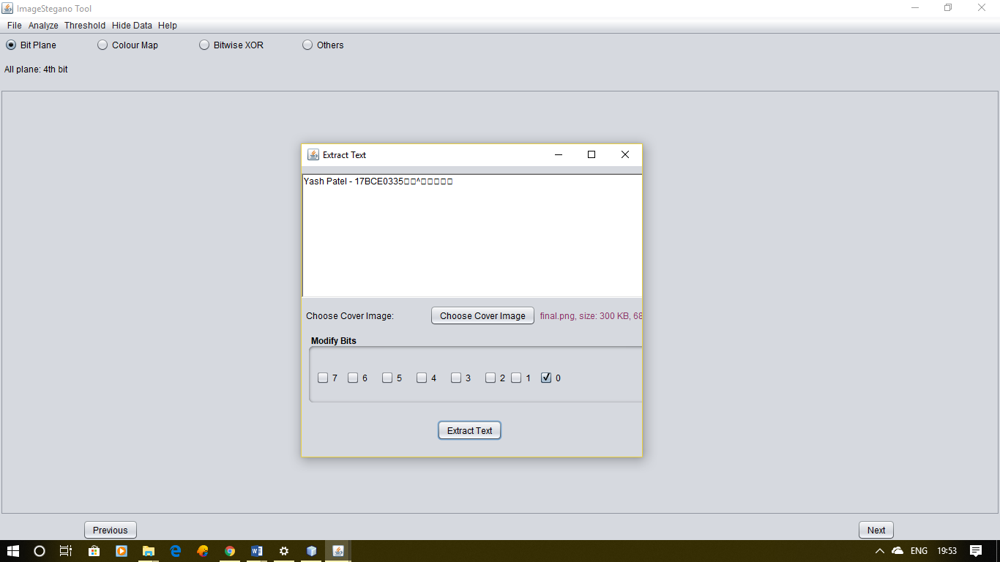 ImageStegano Tool
File Analyze Threshold Hide Data Help
Bit Plane Colour Map Bitwise XOR Others
All plane: 4th bit
Extract Text
Yash Patel - 17BCE0335□□^□□□□□
Choose Cover Image: Choose Cover Image final.png, size: 300 KB, 68
Modify Bits
7 6 5 4 3 2 1 0
Extract Text
Previous Next
ENG 19:53